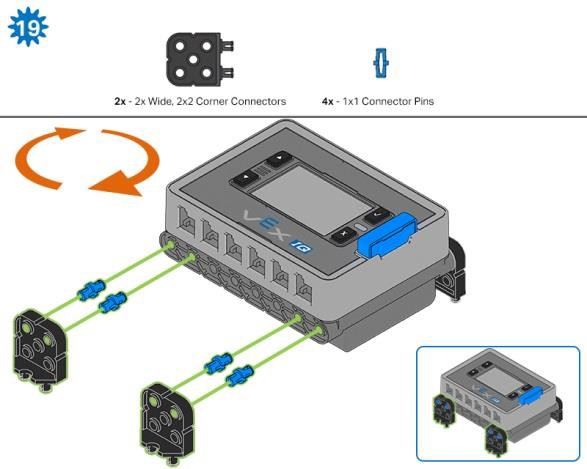 19
2x - 2x Wide, 2x2 Corner Connectors
4x - 1x1 Connector Pins
VEX IQ